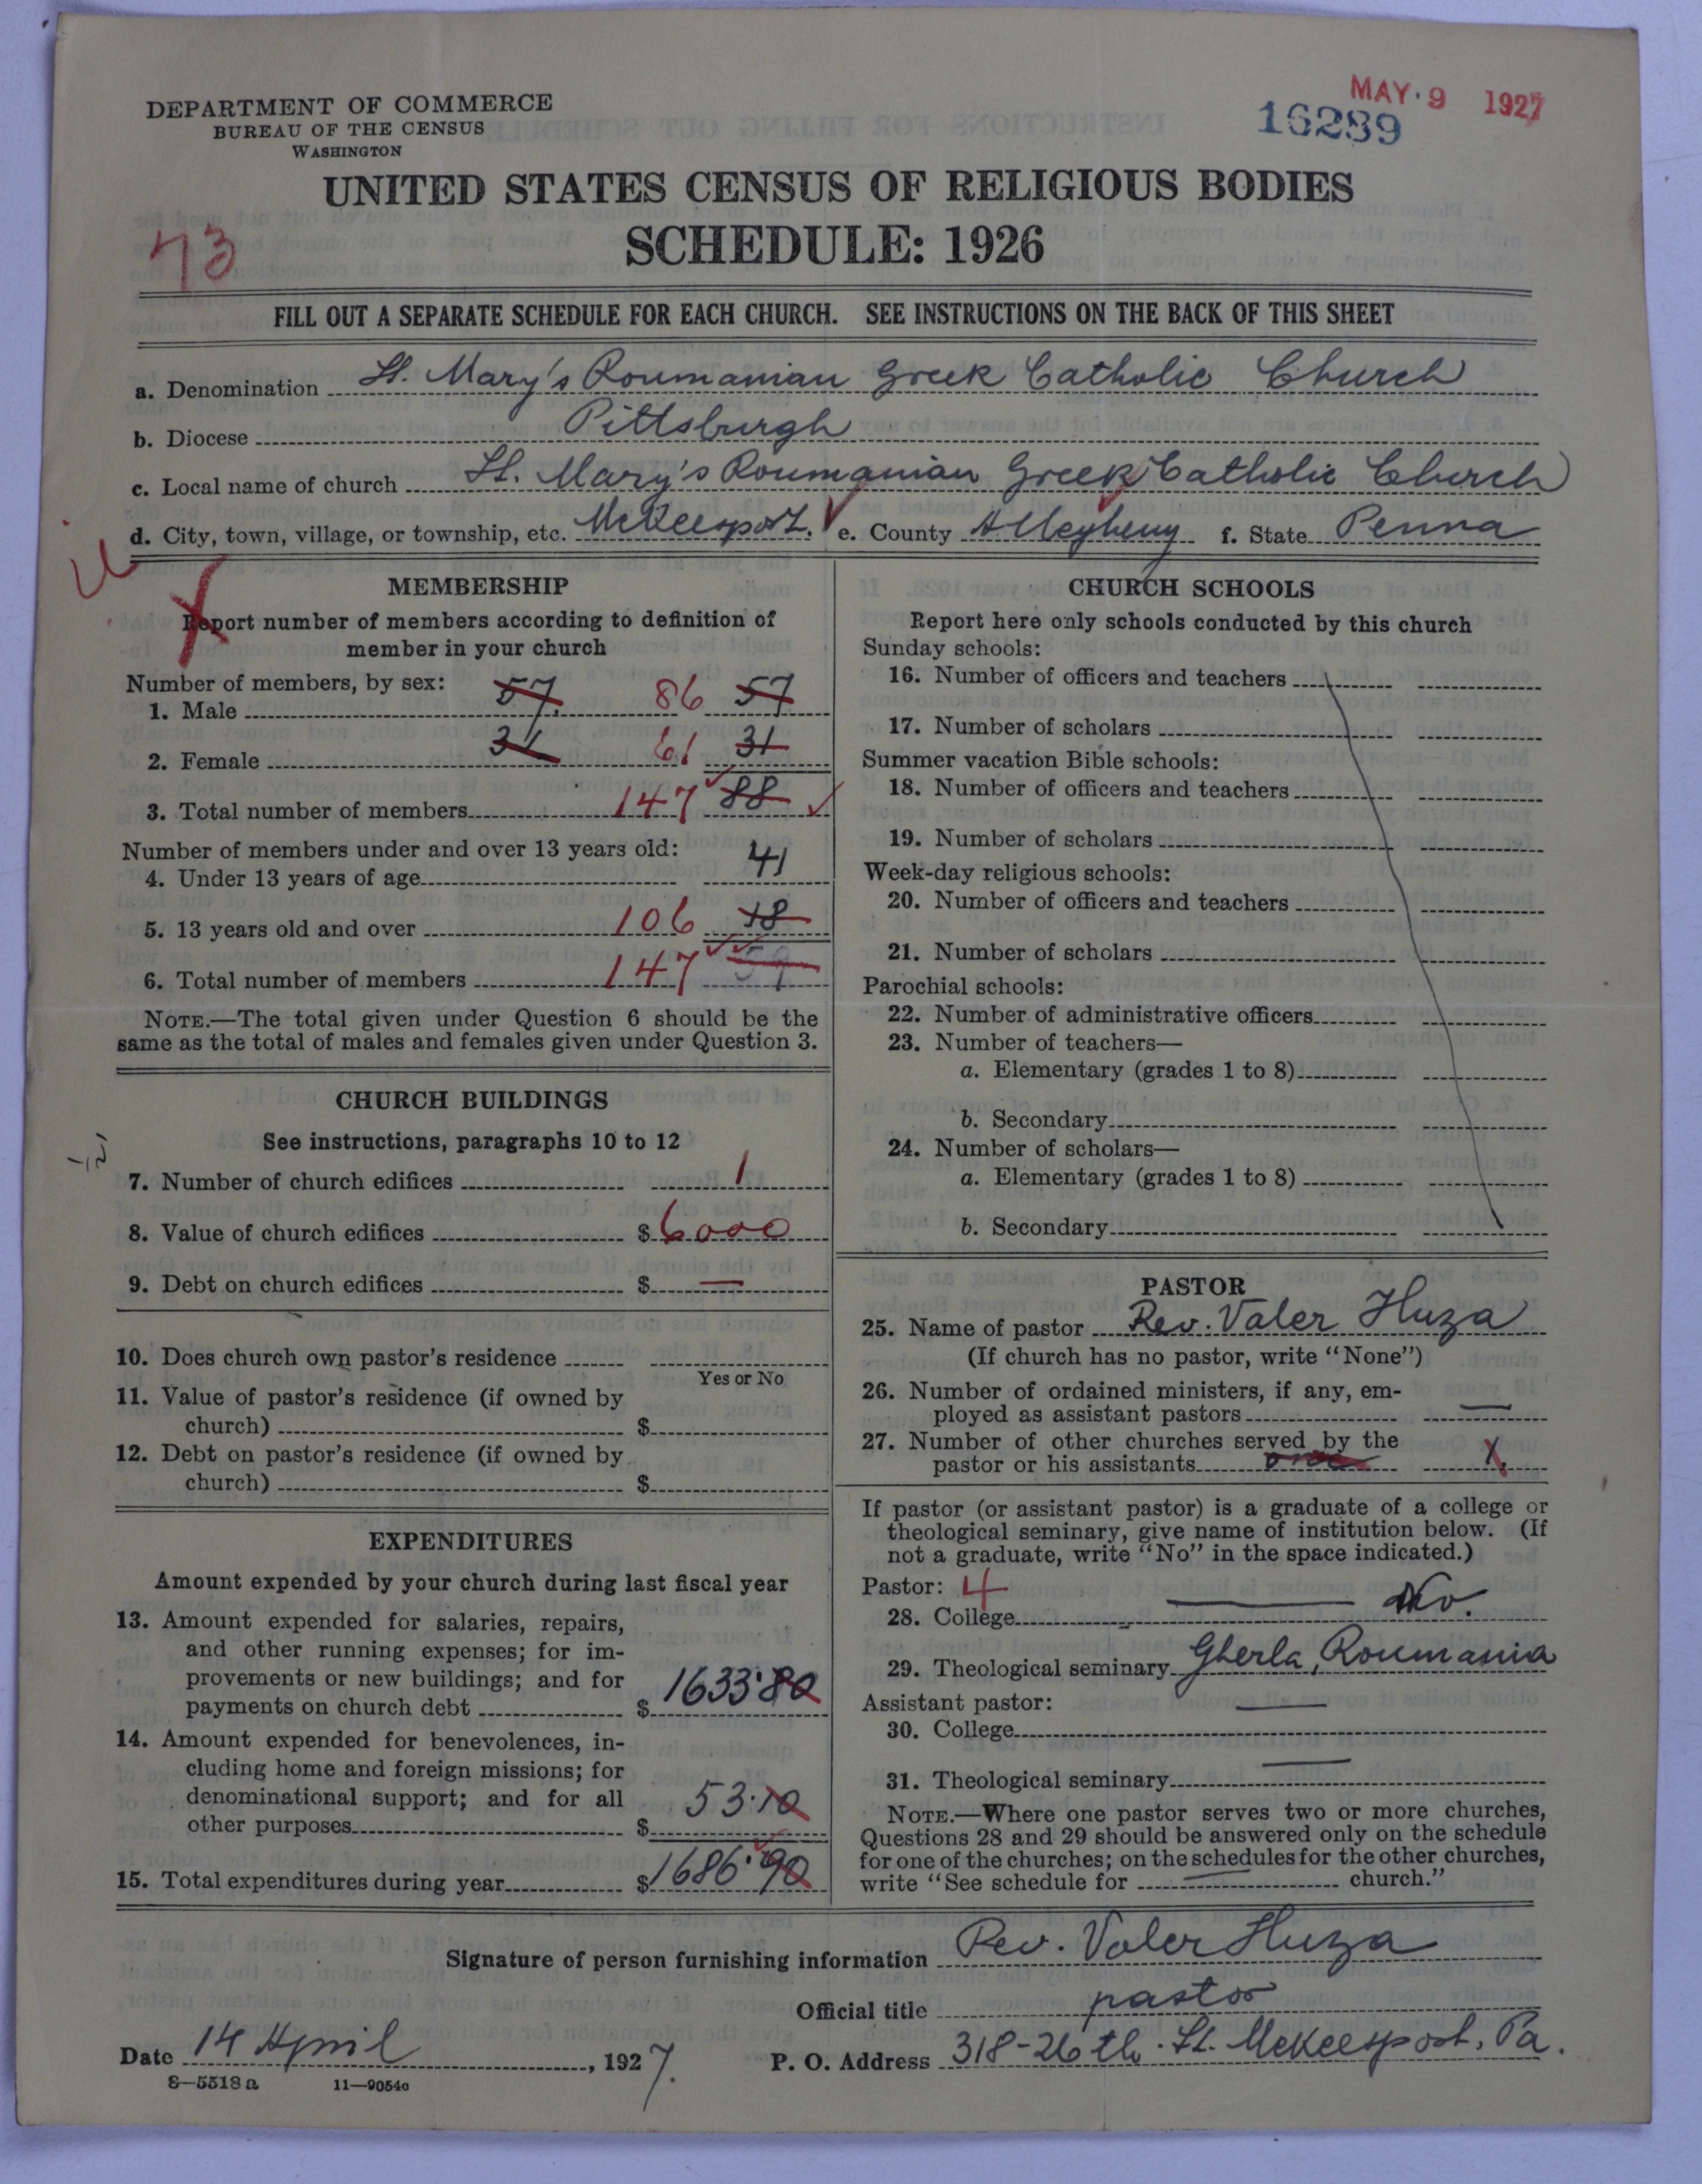 DEPARTMENT OF COMMERCE
BUREAU OF THE CENSUS
WASHINGTON
MAY 9 1927
16289
UNITED STATES CENSUS OF RELIGIOUS BODIES
SCHEDULE: 1926
73
FILL OUT A SEPARATE SCHEDULE FOR EACH CHURCH. SEE INSTRUCTIONS ON THE BACK OF THIS SHEET
a. Denomination St. Mary's Roumanian Greek Catholic Church
b. Diocese Pittsburgh
c. Local name of church St. Mary's Roumanian Greek Catholic Church
d. City, town, village, or township, etc. McKeesport. e. County Allegheny f. State Penna
MEMBERSHIP
Report number of members according to definition of
member in your church
Number of members, by sex:
1. Male 57 86 57
2. Female 31 61 31
3. Total number of members 147 88
Number of members under and over 13 years old:
4. Under 13 years of age 41
5. 13 years old and over 106 18
6. Total number of members 147 59
NOTE.—The total given under Question 6 should be the
same as the total of males and females given under Question 3.
CHURCH BUILDINGS
See instructions, paragraphs 10 to 12
7. Number of church edifices 1
8. Value of church edifices $ 6000
9. Debt on church edifices $ —
10. Does church own pastor's residence
Yes or No
11. Value of pastor's residence (if owned by
church) $
12. Debt on pastor's residence (if owned by
church) $
EXPENDITURES
Amount expended by your church during last fiscal year
13. Amount expended for salaries, repairs,
and other running expenses; for im-
provements or new buildings; and for
payments on church debt $ 1633.80
14. Amount expended for benevolences, in-
cluding home and foreign missions; for
denominational support; and for all
other purposes $ 53.10
15. Total expenditures during year $ 1686.90
CHURCH SCHOOLS
Report here only schools conducted by this church
Sunday schools:
16. Number of officers and teachers
17. Number of scholars
Summer vacation Bible schools:
18. Number of officers and teachers
19. Number of scholars
Week-day religious schools:
20. Number of officers and teachers
21. Number of scholars
Parochial schools:
22. Number of administrative officers
23. Number of teachers—
a. Elementary (grades 1 to 8)
b. Secondary
24. Number of scholars—
a. Elementary (grades 1 to 8)
b. Secondary
PASTOR
25. Name of pastor Rev. Valer Huza
(If church has no pastor, write "None")
26. Number of ordained ministers, if any, em-
ployed as assistant pastors —
27. Number of other churches served by the
pastor or his assistants one X
If pastor (or assistant pastor) is a graduate of a college or
theological seminary, give name of institution below. (If
not a graduate, write "No" in the space indicated.)
Pastor: 4
28. College — No.
29. Theological seminary Gherla, Roumania
Assistant pastor:
30. College —
31. Theological seminary —
NOTE.—Where one pastor serves two or more churches,
Questions 28 and 29 should be answered only on the schedule
for one of the churches; on the schedules for the other churches,
write "See schedule for — church."
Signature of person furnishing information Rev. Valer Huza
Official title pastor
Date 14 April, 1927.
P. O. Address 318-26 th. St. McKeesport, Pa.
8—5518a 11—9054c